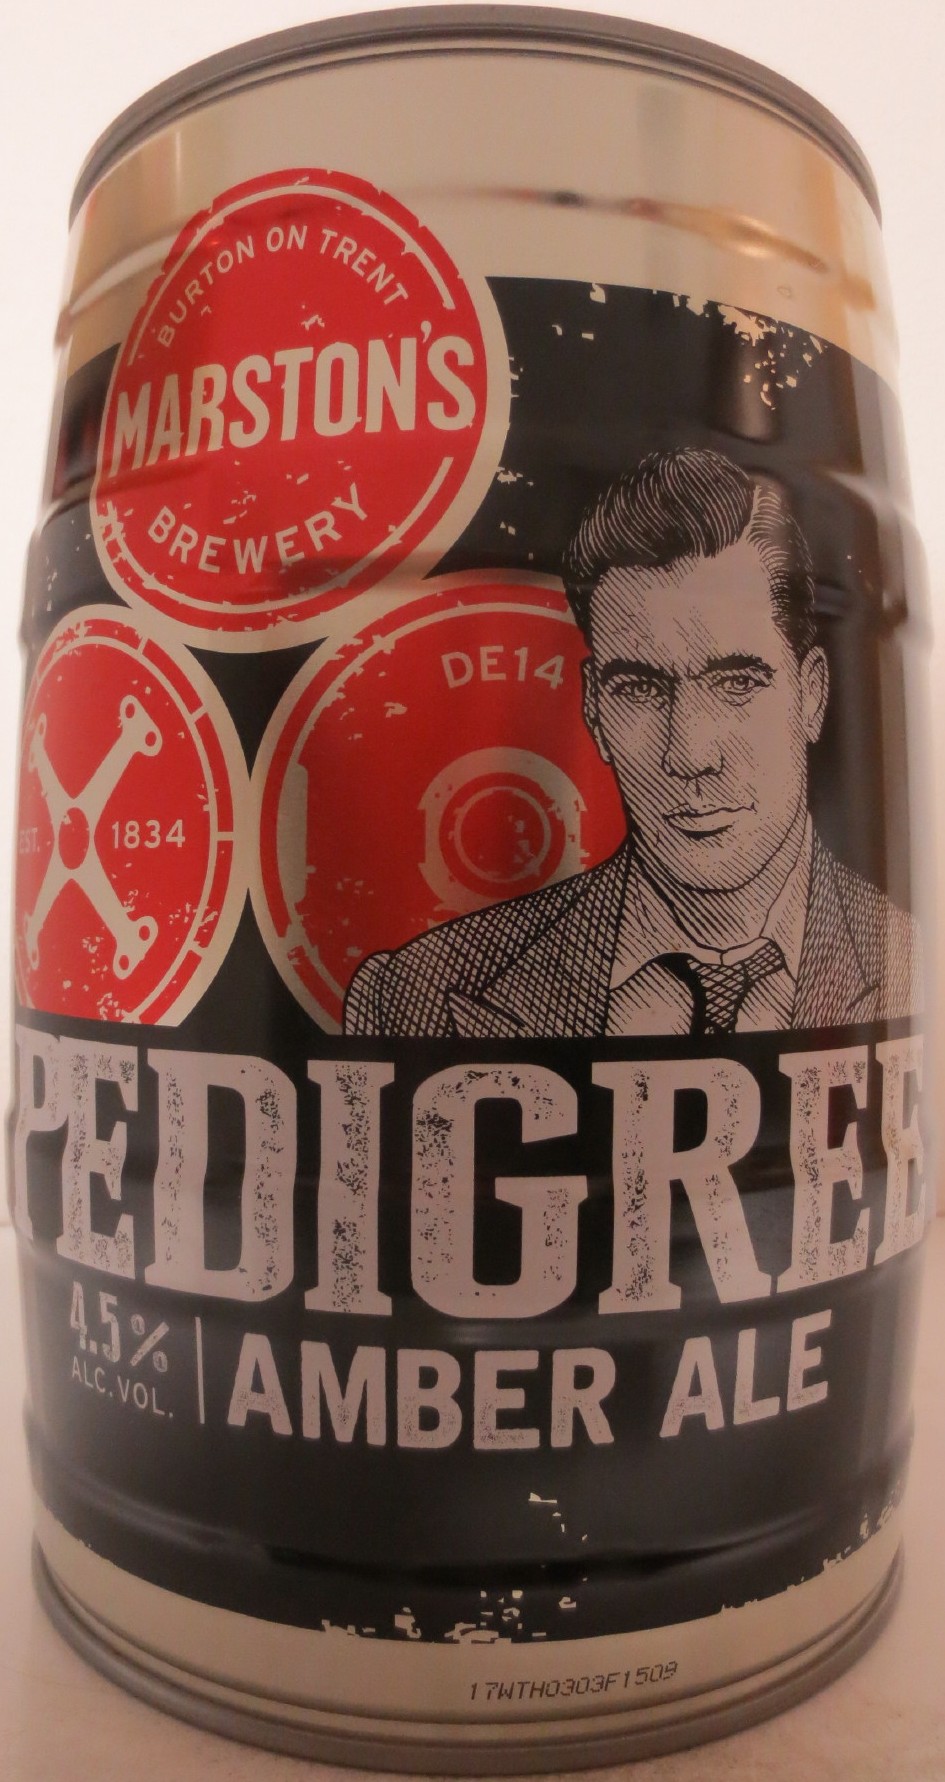 BURTON ON TRENT
MARSTON'S
BREWERY
DE14
EST. 1834
PEDIGREE
4.5%
ALC.VOL.
AMBER ALE
17WTH0303F1509